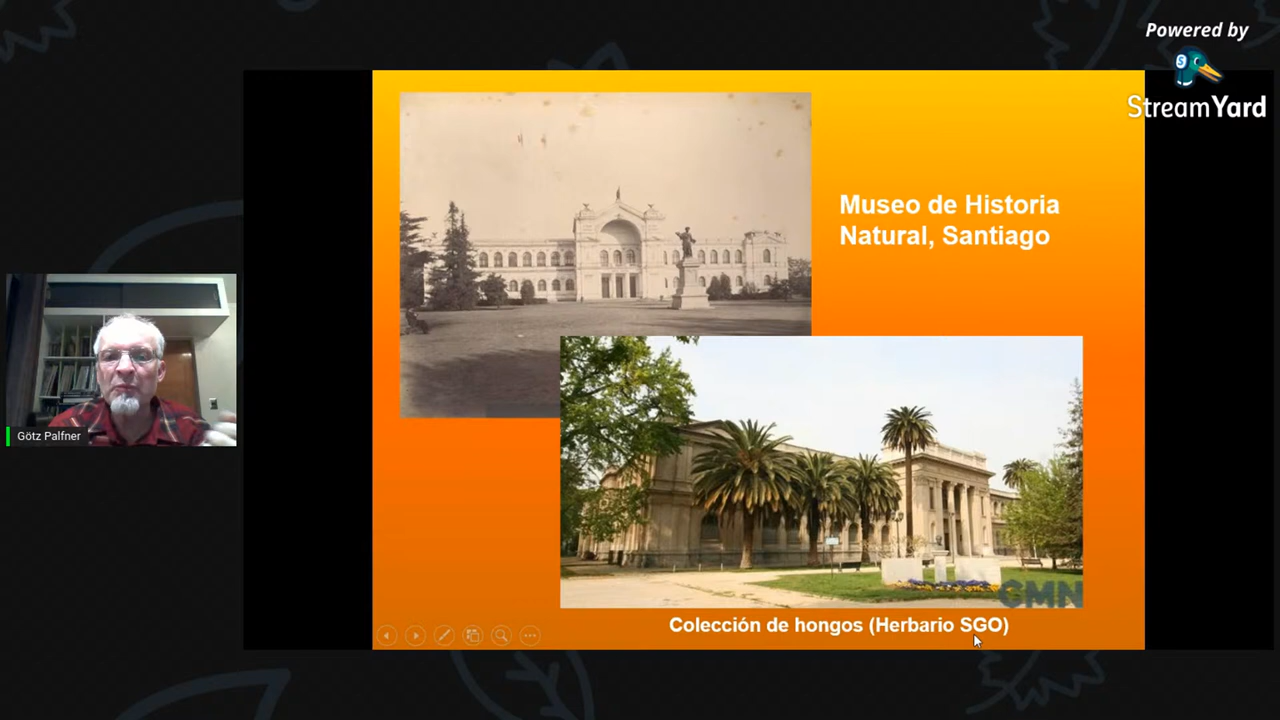 Powered by
StreamYard
Museo de Historia
Natural, Santiago
Götz Palfner
CMN
Colección de hongos (Herbario SGO)